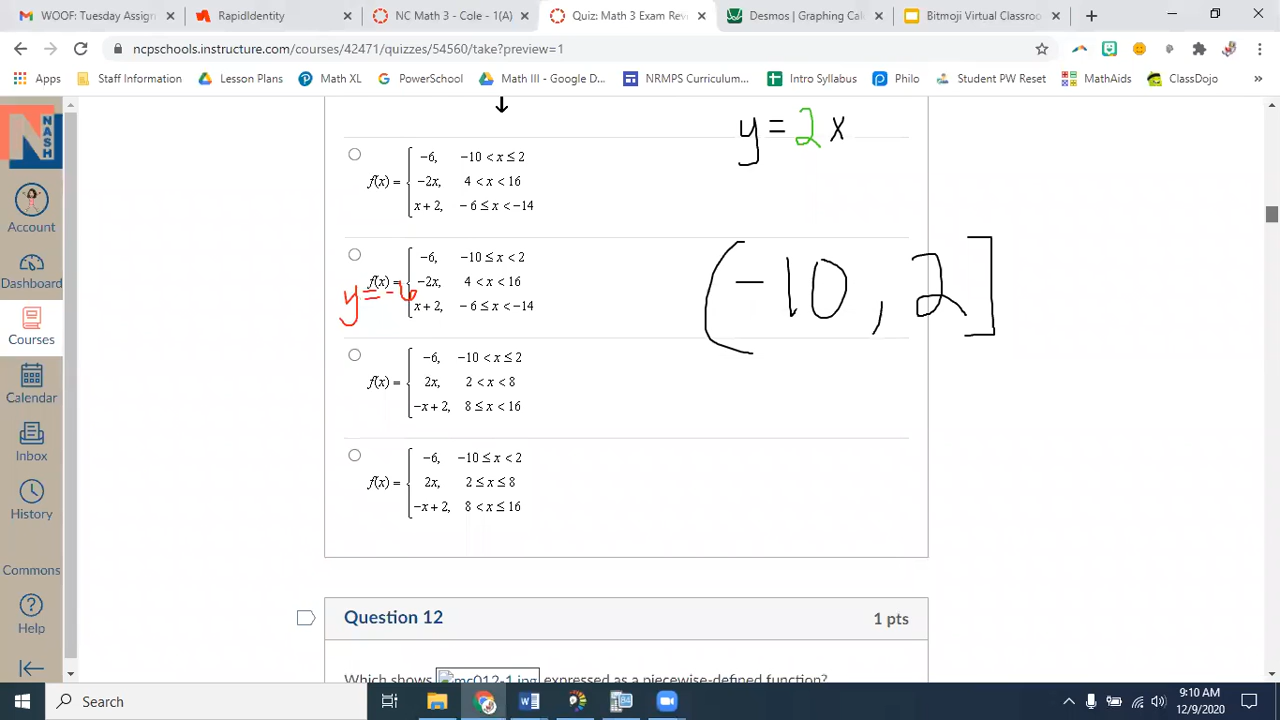 WOOF: Tuesday Assignm
RapidIdentity
NC Math 3 - Cole - 1(A)
Quiz: Math 3 Exam Rev
Desmos | Graphing Cal
Bitmoji Virtual Classroo
ncpschools.instructure.com/courses/42471/quizzes/54560/take?preview=1
Apps
Staff Information
Lesson Plans
Math XL
PowerSchool
Math III - Google D...
NRMPS Curriculum...
Intro Syllabus
Philo
Student PW Reset
MathAids
ClassDojo
»
NASH
Account
Dashboard
Courses
Calendar
Inbox
History
Commons
Help
y = 2x
f(x) = { −6, −10 < x ≤ 2
−2x, 4 < x < 16
x + 2, − 6 ≤ x < −14
(−10, 2]
f(x) = { −6, −10 ≤ x < 2
−2x, 4 < x < 16
x + 2, − 6 ≤ x < −14
y = −6
f(x) = { −6, −10 < x ≤ 2
2x, 2 < x < 8
−x + 2, 8 ≤ x < 16
f(x) = { −6, −10 ≤ x < 2
2x, 2 ≤ x ≤ 8
−x + 2, 8 < x ≤ 16
Question 12
1 pts
Which shows mc012-1.jpg expressed as a piecewise-defined function?
Search
9:10 AM
12/9/2020